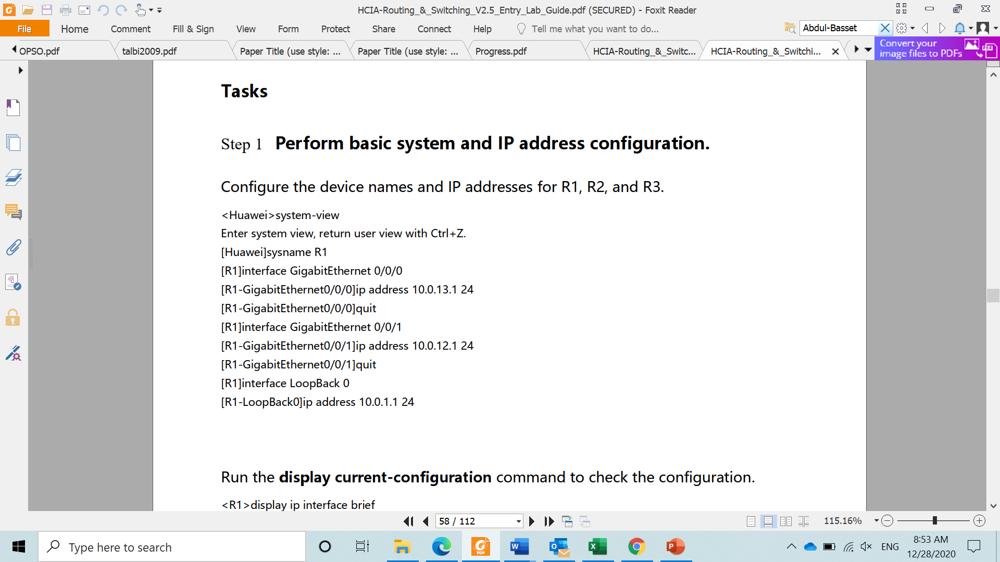 HCIA-Routing_&_Switching_V2.5_Entry_Lab_Guide.pdf (SECURED) - Foxit Reader
File Home Comment Fill & Sign View Form Protect Share Connect Help Tell me what you want to do... Abdul-Basset
OPSO.pdf talbi2009.pdf Paper Title (use style: ... Paper Title (use style: ... Progress.pdf HCIA-Routing_&_Switc... HCIA-Routing_&_Switchi...
Convert your
image files to PDFs
PDF
Tasks
Step 1 Perform basic system and IP address configuration.
Configure the device names and IP addresses for R1, R2, and R3.
<Huawei>system-view
Enter system view, return user view with Ctrl+Z.
[Huawei]sysname R1
[R1]interface GigabitEthernet 0/0/0
[R1-GigabitEthernet0/0/0]ip address 10.0.13.1 24
[R1-GigabitEthernet0/0/0]quit
[R1]interface GigabitEthernet 0/0/1
[R1-GigabitEthernet0/0/1]ip address 10.0.12.1 24
[R1-GigabitEthernet0/0/1]quit
[R1]interface LoopBack 0
[R1-LoopBack0]ip address 10.0.1.1 24
Run the display current-configuration command to check the configuration.
<R1>display ip interface brief
58 / 112
115.16%
Type here to search
PDF
ENG
8:53 AM
12/28/2020